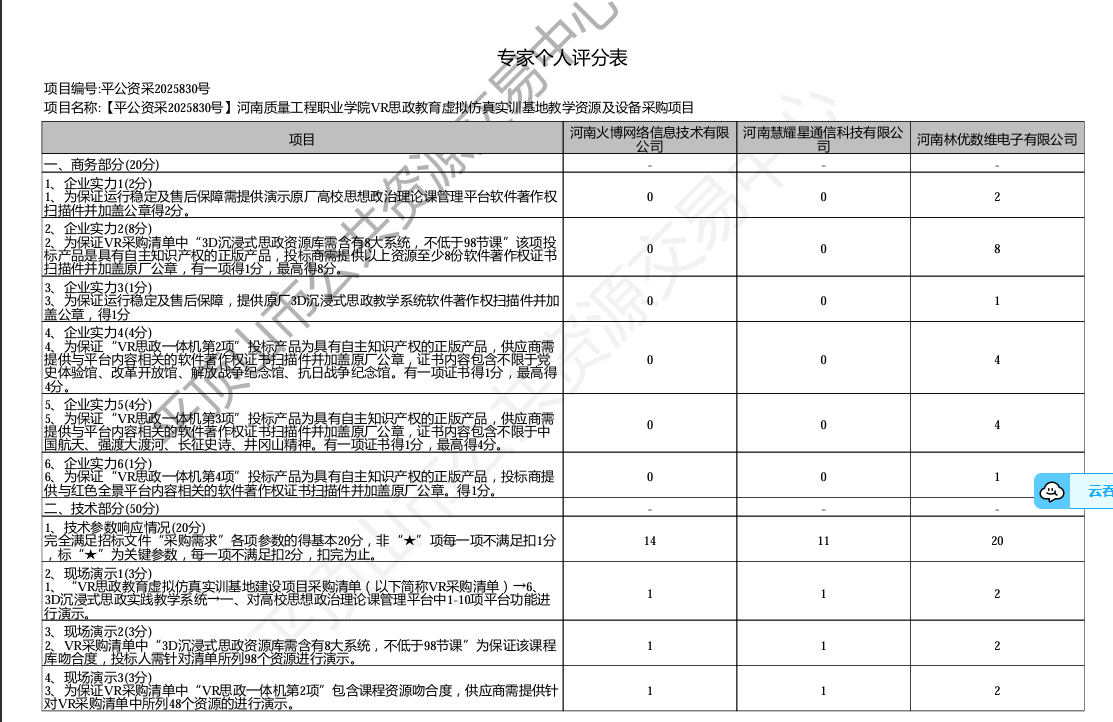 专家个人评分表
项目编号:平公资采2025830号
项目名称:【平公资采2025830号】河南质量工程职业学院VR思政教育虚拟仿真实训基地教学资源及设备采购项目
项目
河南火博网络信息技术有限
公司
河南慧耀星通信科技有限公
司
河南林优数维电子有限公司
一、商务部分(20分)
-
-
-
1、企业实力1(2分)
1、为保证运行稳定及售后保障需提供演示原厂高校思想政治理论课管理平台软件著作权
扫描件并加盖公章得2分。
0
0
2
2、企业实力2(8分)
2、为保证VR采购清单中“3D沉浸式思政资源库需含有8大系统，不低于98节课”该项投
标产品是具有自主知识产权的正版产品，投标商需提供以上资源至少8份软件著作权证书
扫描件并加盖原厂公章，有一项得1分，最高得8分。
0
0
8
3、企业实力3(1分)
3、为保证运行稳定及售后保障，提供原厂3D沉浸式思政教学系统软件著作权扫描件并加
盖公章，得1分
0
0
1
4、企业实力4(4分)
4、为保证“VR思政一体机第2项”投标产品为具有自主知识产权的正版产品，供应商需
提供与平台内容相关的软件著作权证书扫描件并加盖原厂公章，证书内容包含不限于党
史体验馆、改革开放馆、解放战争纪念馆、抗日战争纪念馆。有一项证书得1分，最高得
4分。
0
0
4
5、企业实力5(4分)
5、为保证“VR思政一体机第3项”投标产品为具有自主知识产权的正版产品，供应商需
提供与平台内容相关的软件著作权证书扫描件并加盖原厂公章，证书内容包含不限于中
国航天、强渡大渡河、长征史诗、井冈山精神。有一项证书得1分，最高得4分。
0
0
4
6、企业实力6(1分)
6、为保证“VR思政一体机第4项”投标产品为具有自主知识产权的正版产品，投标商提
供与红色全景平台内容相关的软件著作权证书扫描件并加盖原厂公章。得1分。
0
0
1
二、技术部分(50分)
-
-
-
1、技术参数响应情况(20分)
完全满足招标文件“采购需求”各项参数的得基本20分，非“★”项每一项不满足扣1分
，标“★”为关键参数，每一项不满足扣2分，扣完为止。
14
11
20
2、现场演示1(3分)
1、“VR思政教育虚拟仿真实训基地建设项目采购清单（以下简称VR采购清单）→6、
3D沉浸式思政实践教学系统→一、对高校思想政治理论课管理平台中1-10项平台功能进
行演示。
1
1
2
3、现场演示2(3分)
2、VR采购清单中“3D沉浸式思政资源库需含有8大系统，不低于98节课”为保证该课程
库吻合度，投标人需针对清单所列98个资源进行演示。
1
1
2
4、现场演示3(3分)
3、为保证VR采购清单中“VR思政一体机第2项”包含课程资源吻合度，供应商需提供针
对VR采购清单中所列48个资源的进行演示。
1
1
2
平顶山市公共资源交易中心
平顶山市公共资源交易中心
云吞